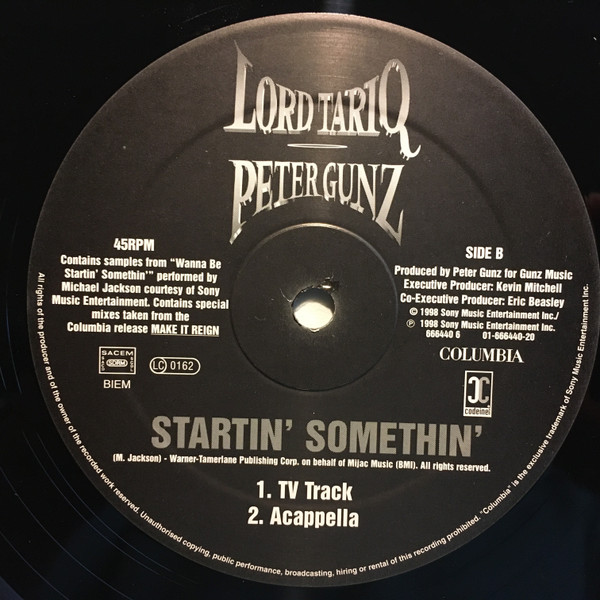 LORD TARIQ
PETER GUNZ
45RPM
Contains samples from "Wanna Be
Startin' Somethin'" performed by
Michael Jackson courtesy of Sony
Music Entertainment. Contains special
mixes taken from the
Columbia release MAKE IT REIGN
SACEM
SDRM
BIEM
LC 0162
SIDE B
Produced by Peter Gunz for Gunz Music
Executive Producer: Kevin Mitchell
Co-Executive Producer: Eric Beasley
© 1998 Sony Music Entertainment Inc./
℗ 1998 Sony Music Entertainment Inc.
666440 6 01-666440-20
COLUMBIA
codeine!
STARTIN' SOMETHIN'
(M. Jackson) - Warner-Tamerlane Publishing Corp. on behalf of Mijac Music (BMI). All rights reserved.
1. TV Track
2. Acappella
All rights of the producer and of the owner of the recorded work reserved. Unauthorised copying, public performance, broadcasting, hiring or rental of this recording prohibited. "Columbia" is the exclusive trademark of Sony Music Entertainment Inc.